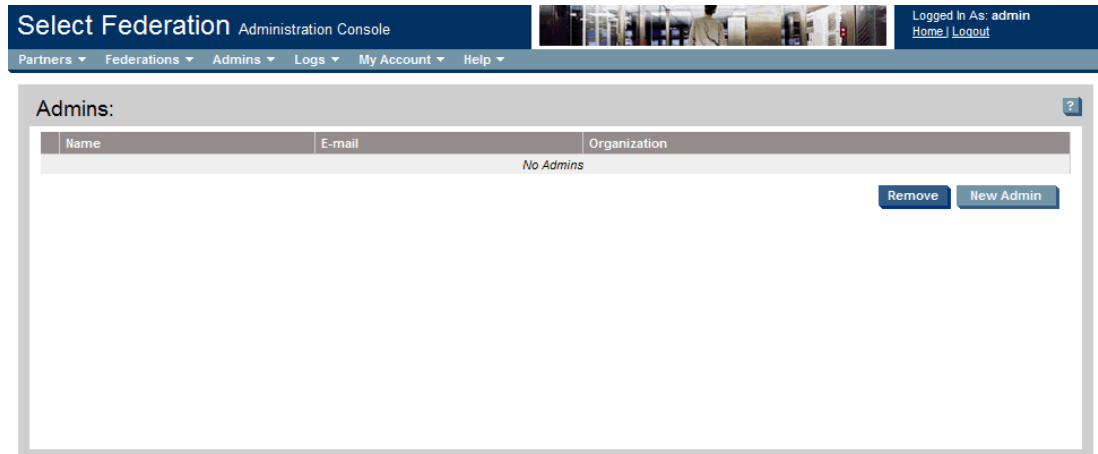 Select Federation Administration Console
Logged In As: admin
Home | Logout
Partners Federations Admins Logs My Account Help
Admins:
?
Name E-mail Organization
No Admins
Remove New Admin